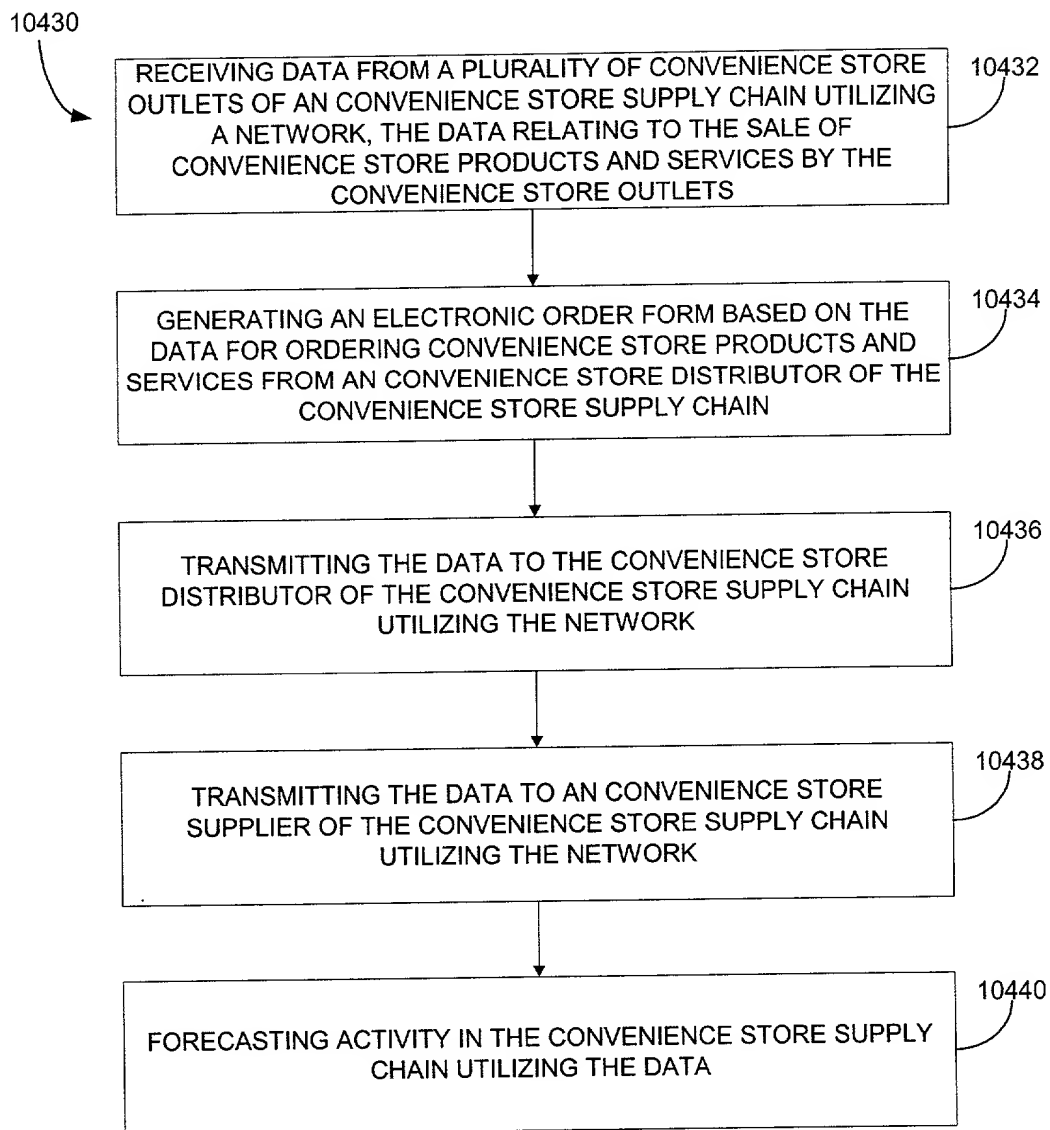 10430
RECEIVING DATA FROM A PLURALITY OF CONVENIENCE STORE
OUTLETS OF AN CONVENIENCE STORE SUPPLY CHAIN UTILIZING
A NETWORK, THE DATA RELATING TO THE SALE OF
CONVENIENCE STORE PRODUCTS AND SERVICES BY THE
CONVENIENCE STORE OUTLETS
10432
GENERATING AN ELECTRONIC ORDER FORM BASED ON THE
DATA FOR ORDERING CONVENIENCE STORE PRODUCTS AND
SERVICES FROM AN CONVENIENCE STORE DISTRIBUTOR OF THE
CONVENIENCE STORE SUPPLY CHAIN
10434
TRANSMITTING THE DATA TO THE CONVENIENCE STORE
DISTRIBUTOR OF THE CONVENIENCE STORE SUPPLY CHAIN
UTILIZING THE NETWORK
10436
TRANSMITTING THE DATA TO AN CONVENIENCE STORE
SUPPLIER OF THE CONVENIENCE STORE SUPPLY CHAIN
UTILIZING THE NETWORK
10438
FORECASTING ACTIVITY IN THE CONVENIENCE STORE SUPPLY
CHAIN UTILIZING THE DATA
10440